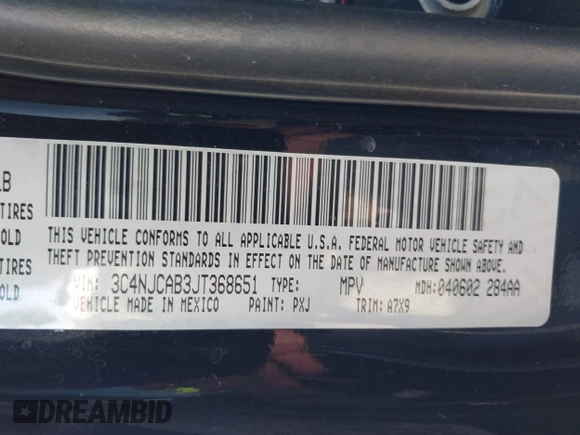 LB
TIRES
OLD
TIRES
OLD
THIS VEHICLE CONFORMS TO ALL APPLICABLE U.S.A. FEDERAL MOTOR VEHICLE SAFETY AND
THEFT PREVENTION STANDARDS IN EFFECT ON THE DATE OF MANUFACTURE SHOWN ABOVE.
VIN: 3C4NJCAB3JT368651 TYPE: MPV MDH:040602 284AA
VEHICLE MADE IN MEXICO PAINT: PXJ TRIM: A7X9
DREAMBID